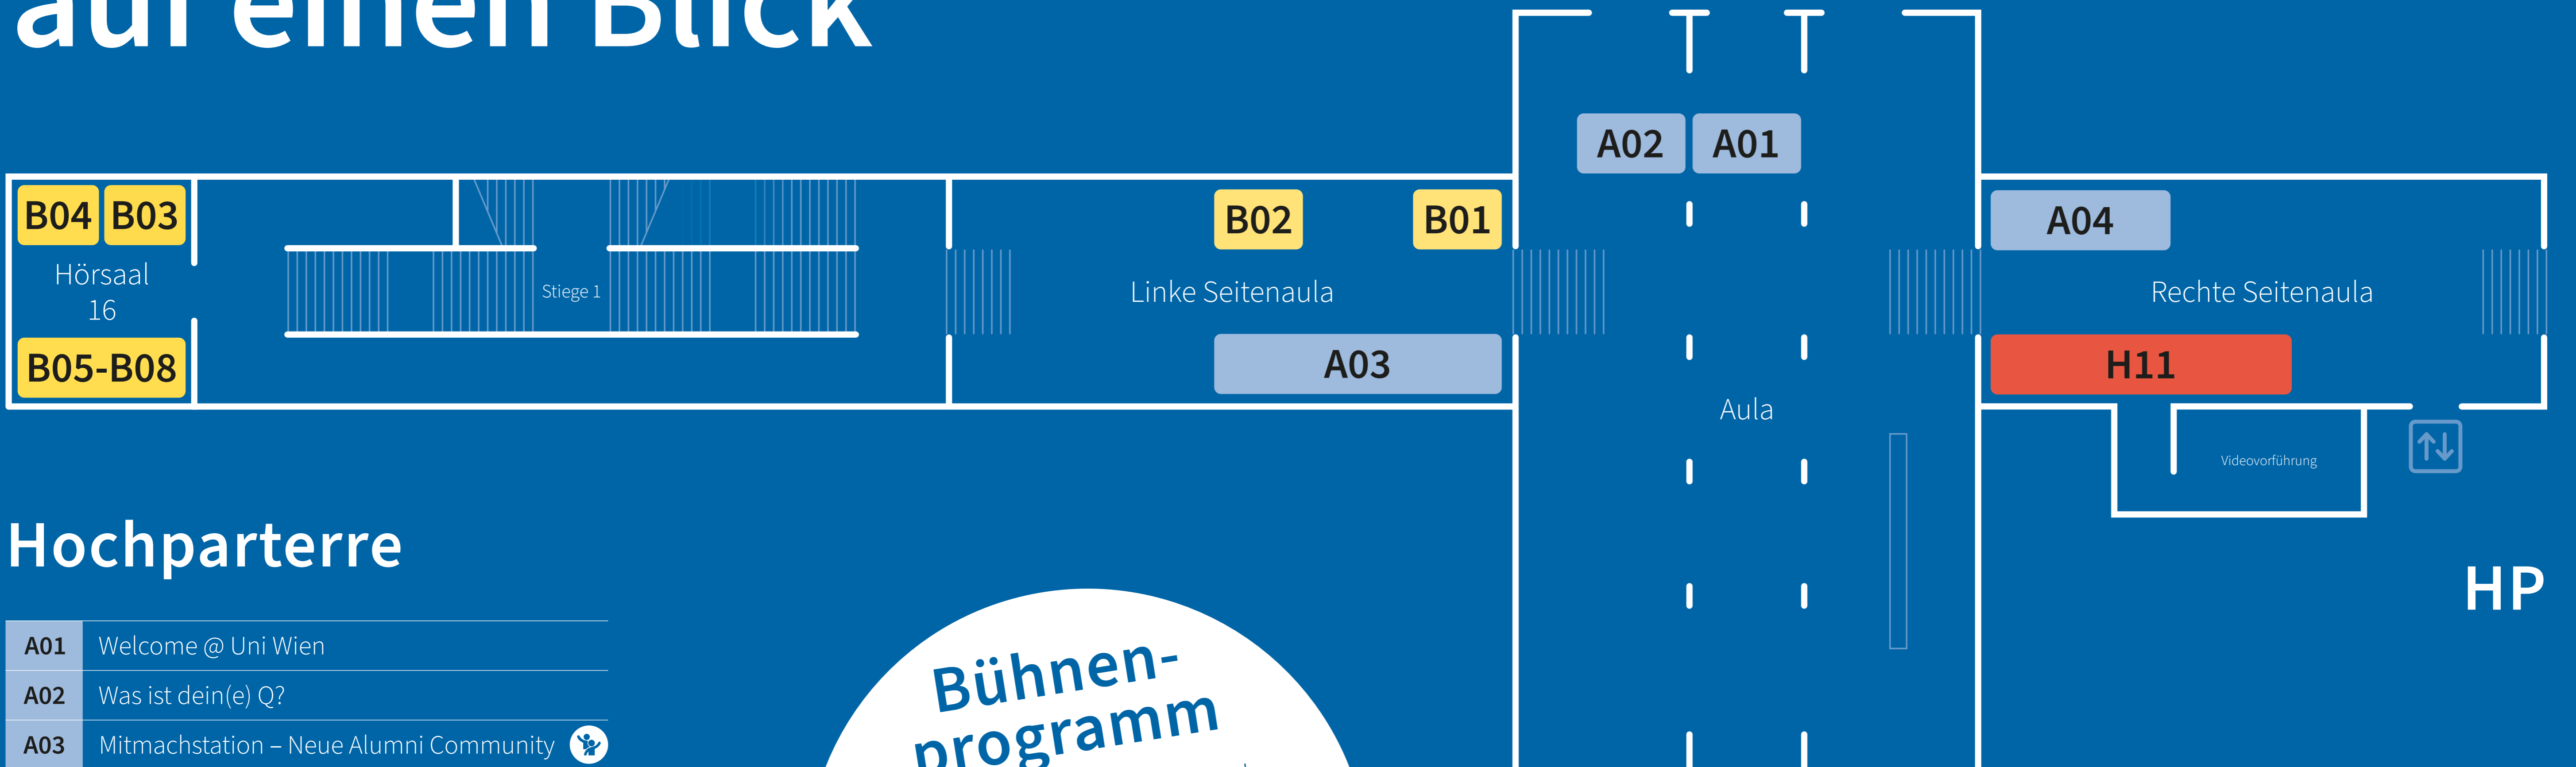 auf einen Blick
A02 A01
B04 B03
B02 B01
A04
Hörsaal
16
Stiege 1
Linke Seitenaula
Rechte Seitenaula
B05-B08
A03
H11
Aula
Videovorführung
Hochparterre
HP
A01 Welcome @ Uni Wien
A02 Was ist dein(e) Q?
A03 Mitmachstation – Neue Alumni Community
Bühnen-
programm